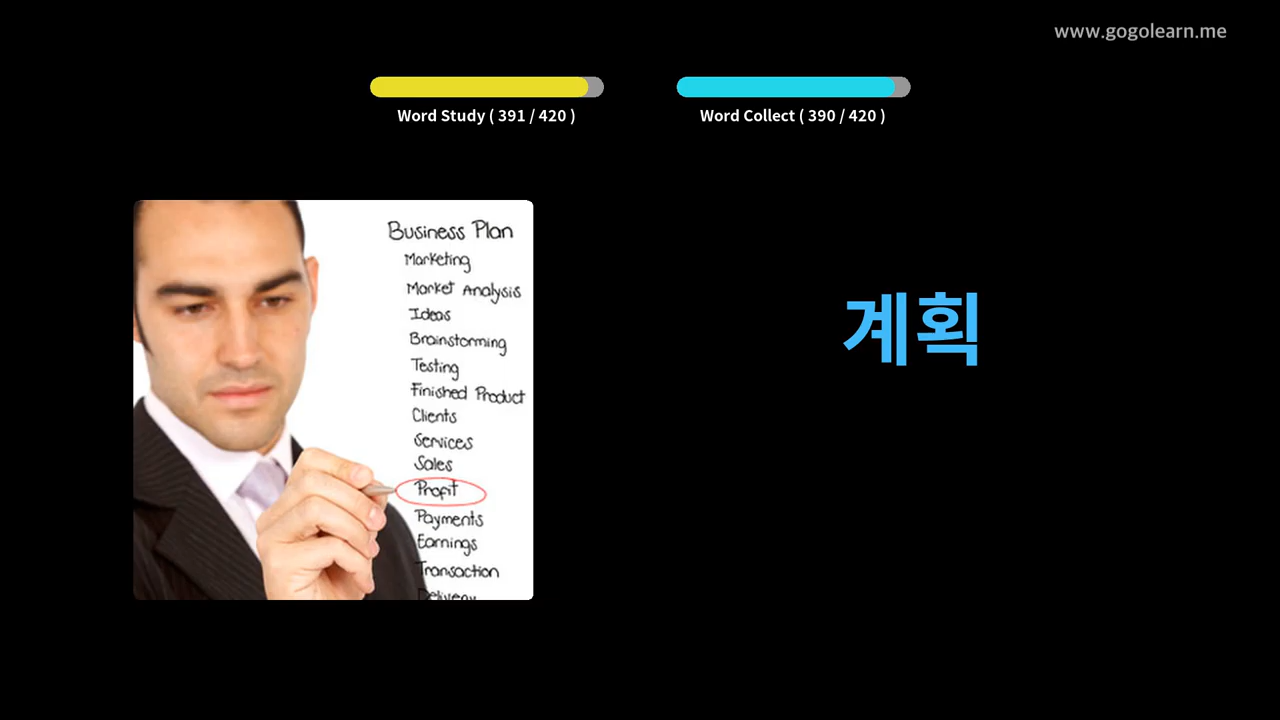 www.gogolearn.me
Word Study ( 391 / 420 )
Word Collect ( 390 / 420 )
Business Plan
Marketing
Market Analysis
Ideas
Brainstorming
Testing
Finished Product
Clients
Services
Sales
Profit
Payments
Earnings
Transaction
Delivery
계획